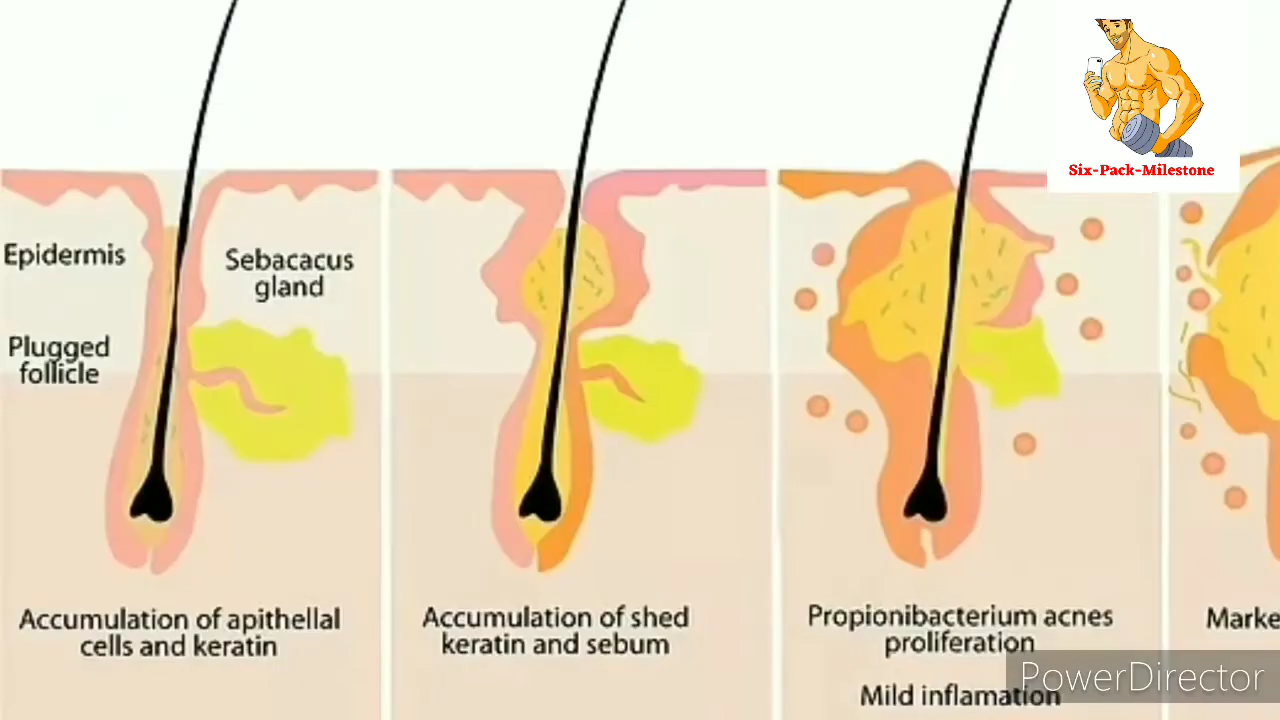 Six-Pack-Milestone
Epidermis
Sebacacus
gland
Plugged
follicle
Accumulation of apithellal
cells and keratin
Accumulation of shed
keratin and sebum
Propionibacterium acnes
proliferation
Mild inflamation
Marke
PowerDirector